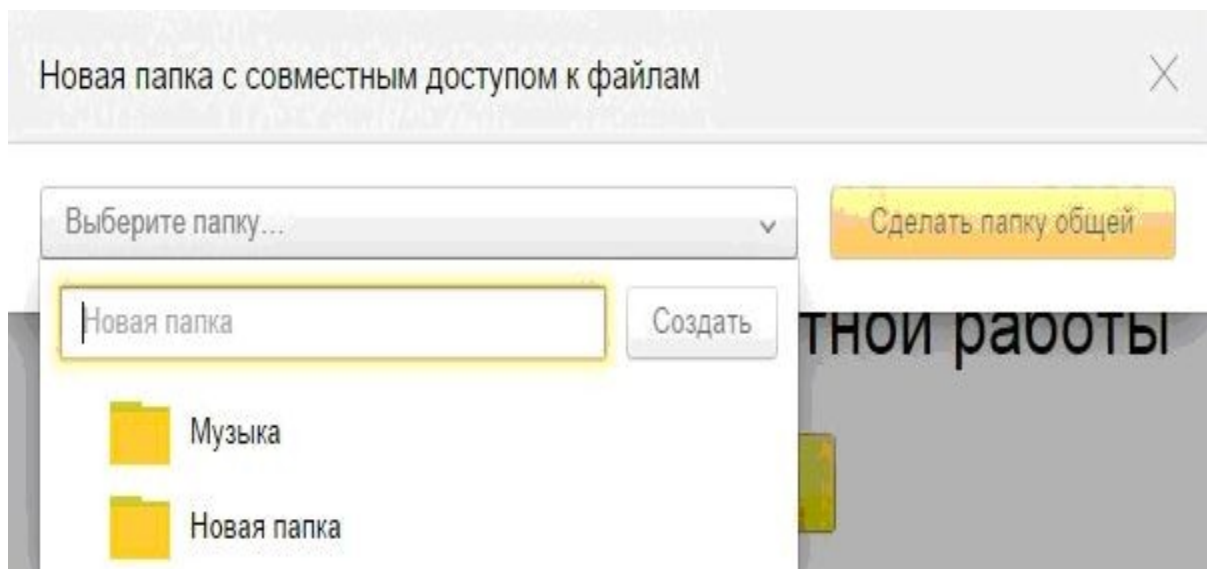 Новая папка с совместным доступом к файлам
Выберите папку...
Сделать папку общей
Новая папка
Создать
тной работы
Музыка
Новая папка